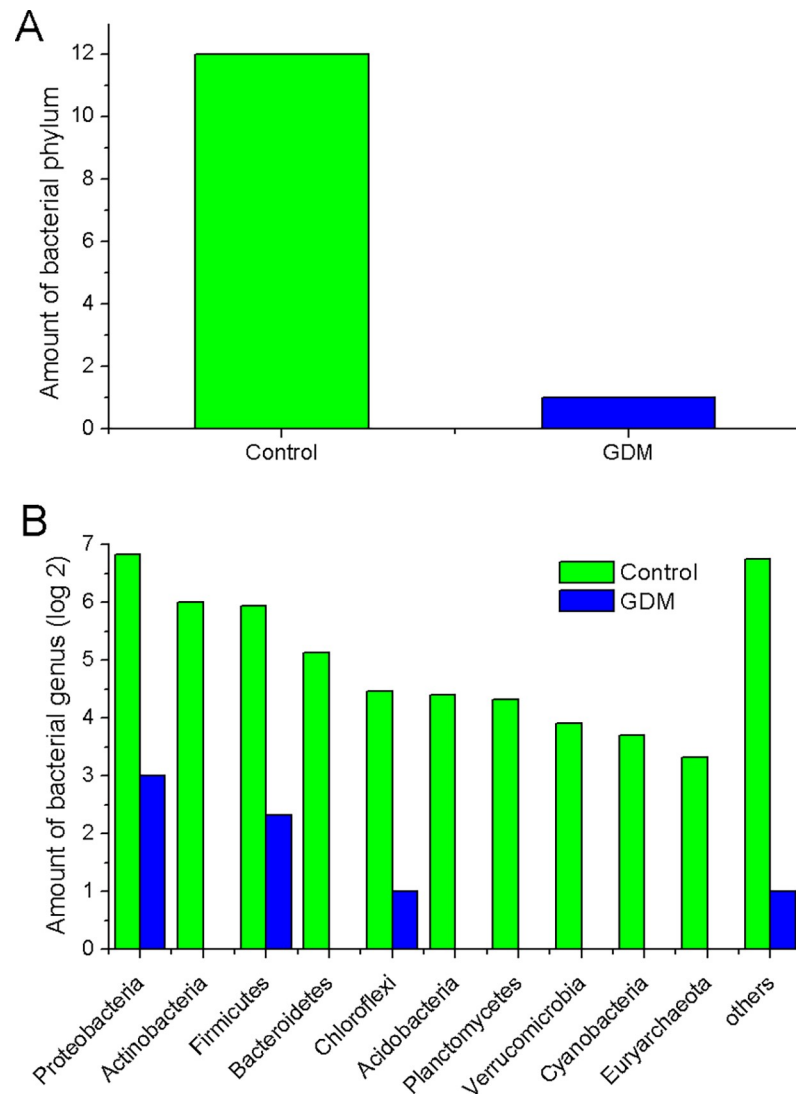 A
Amount of bacterial phylum
12
10
8
6
4
2
0
Control
GDM
B
Amount of bacterial genus (log 2)
7
6
5
4
3
2
1
0
Control
GDM
Proteobacteria
Actinobacteria
Firmicutes
Bacteroidetes
Chloroflexi
Acidobacteria
Planctomycetes
Verrucomicrobia
Cyanobacteria
Euryarchaeota
others